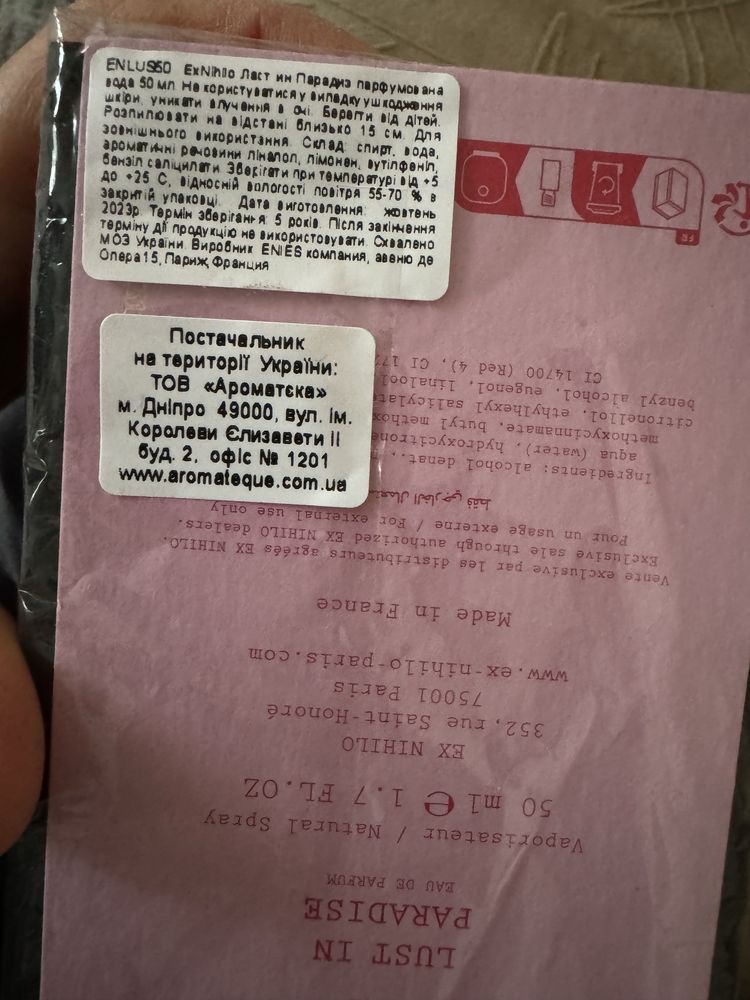 ENLUS50 ExNihilo Ласт ин Парадиз парфумована
вода 50 мл. Не користуватися у випадку ушкодження
шкіри, уникати влучення в очі. Берегти від дітей.
Розпилювати на відстані близько 15 см. Для
зовнішнього використання. Склад: спирт, вода,
ароматичні речовини ліналол, лімонен, вутілфеніл,
бензіл саліцилати. Зберігати при температурі від +5
до +25 С, відносній вологості повітря 55-70 % в
закритій упаковці. Дата виготовлення: жовтень
2023р. Термін зберігання: 5 років. Після закінчення
терміну дії продукцію не використовувати. Схвалено
МОЗ України. Виробник ENIES компания, авеню де
Опера 15, Париж, Франция
Постачальник
на території України:
ТОВ «Ароматєка»
м. Дніпро 49000, вул. Ім.
Королеви Єлизавети II
буд. 2, офіс № 1201
www.aromateque.com.ua
FR
LUST IN
PARADISE
EAU DE PARFUM
Vaporisateur / Natural Spray
50 ml e 1.7 FL.OZ
EX NIHILO
352, rue Saint-Honoré
75001 Paris
www.ex-nihilo-paris.com
Made in France
Vente exclusive par les distributeurs agréés EX NIHILO.
Exclusive sale through authorized EX NIHILO dealers.
Pour un usage externe / For external use only
الخارجي فقط
Ingredients: alcohol denat.,
aqua (water), hydroxycitrone
methoxycinnamate, butyl methox
citronellol, ethylhexyl salicylate
benzyl alcohol, eugenol, linalool
CI 14700 (Red 4), CI 17